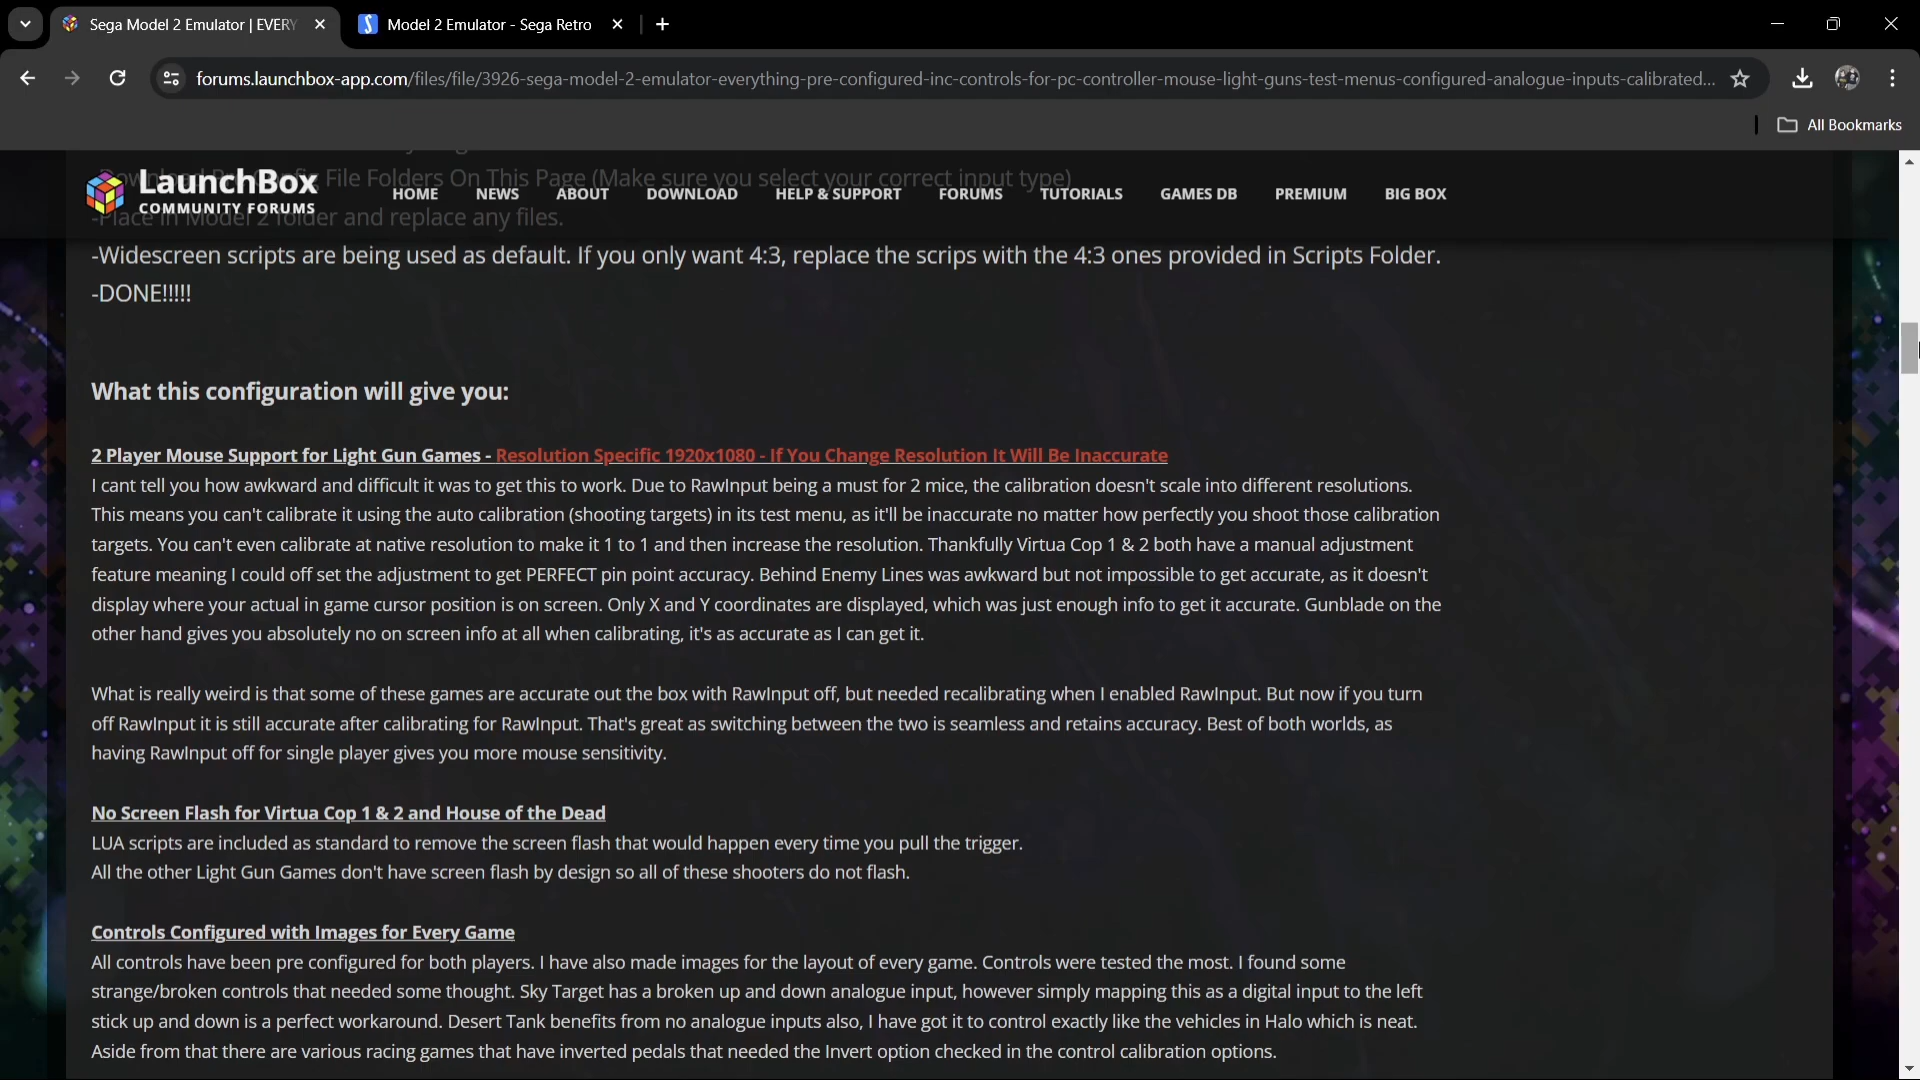 Sega Model 2 Emulator | EVERY
Model 2 Emulator - Sega Retro
forums.launchbox-app.com/files/file/3926-sega-model-2-emulator-everything-pre-configured-inc-controls-for-pc-controller-mouse-light-guns-test-menus-configured-analogue-inputs-calibrated...
All Bookmarks
LaunchBox
COMMUNITY FORUMS
HOME NEWS ABOUT DOWNLOAD HELP & SUPPORT FORUMS TUTORIALS GAMES DB PREMIUM BIG BOX
File Folders On This Page (Make sure you select your correct input type)
-Place in Model 2 folder and replace any files.
-Widescreen scripts are being used as default. If you only want 4:3, replace the scrips with the 4:3 ones provided in Scripts Folder.
-DONE!!!!!
What this configuration will give you:
2 Player Mouse Support for Light Gun Games - Resolution Specific 1920x1080 - If You Change Resolution It Will Be Inaccurate
I cant tell you how awkward and difficult it was to get this to work. Due to RawInput being a must for 2 mice, the calibration doesn't scale into different resolutions.
This means you can't calibrate it using the auto calibration (shooting targets) in its test menu, as it'll be inaccurate no matter how perfectly you shoot those calibration
targets. You can't even calibrate at native resolution to make it 1 to 1 and then increase the resolution. Thankfully Virtua Cop 1 & 2 both have a manual adjustment
feature meaning I could off set the adjustment to get PERFECT pin point accuracy. Behind Enemy Lines was awkward but not impossible to get accurate, as it doesn't
display where your actual in game cursor position is on screen. Only X and Y coordinates are displayed, which was just enough info to get it accurate. Gunblade on the
other hand gives you absolutely no on screen info at all when calibrating, it's as accurate as I can get it.
What is really weird is that some of these games are accurate out the box with RawInput off, but needed recalibrating when I enabled RawInput. But now if you turn
off RawInput it is still accurate after calibrating for RawInput. That's great as switching between the two is seamless and retains accuracy. Best of both worlds, as
having RawInput off for single player gives you more mouse sensitivity.
No Screen Flash for Virtua Cop 1 & 2 and House of the Dead
LUA scripts are included as standard to remove the screen flash that would happen every time you pull the trigger.
All the other Light Gun Games don't have screen flash by design so all of these shooters do not flash.
Controls Configured with Images for Every Game
All controls have been pre configured for both players. I have also made images for the layout of every game. Controls were tested the most. I found some
strange/broken controls that needed some thought. Sky Target has a broken up and down analogue input, however simply mapping this as a digital input to the left
stick up and down is a perfect workaround. Desert Tank benefits from no analogue inputs also, I have got it to control exactly like the vehicles in Halo which is neat.
Aside from that there are various racing games that have inverted pedals that needed the Invert option checked in the control calibration options.